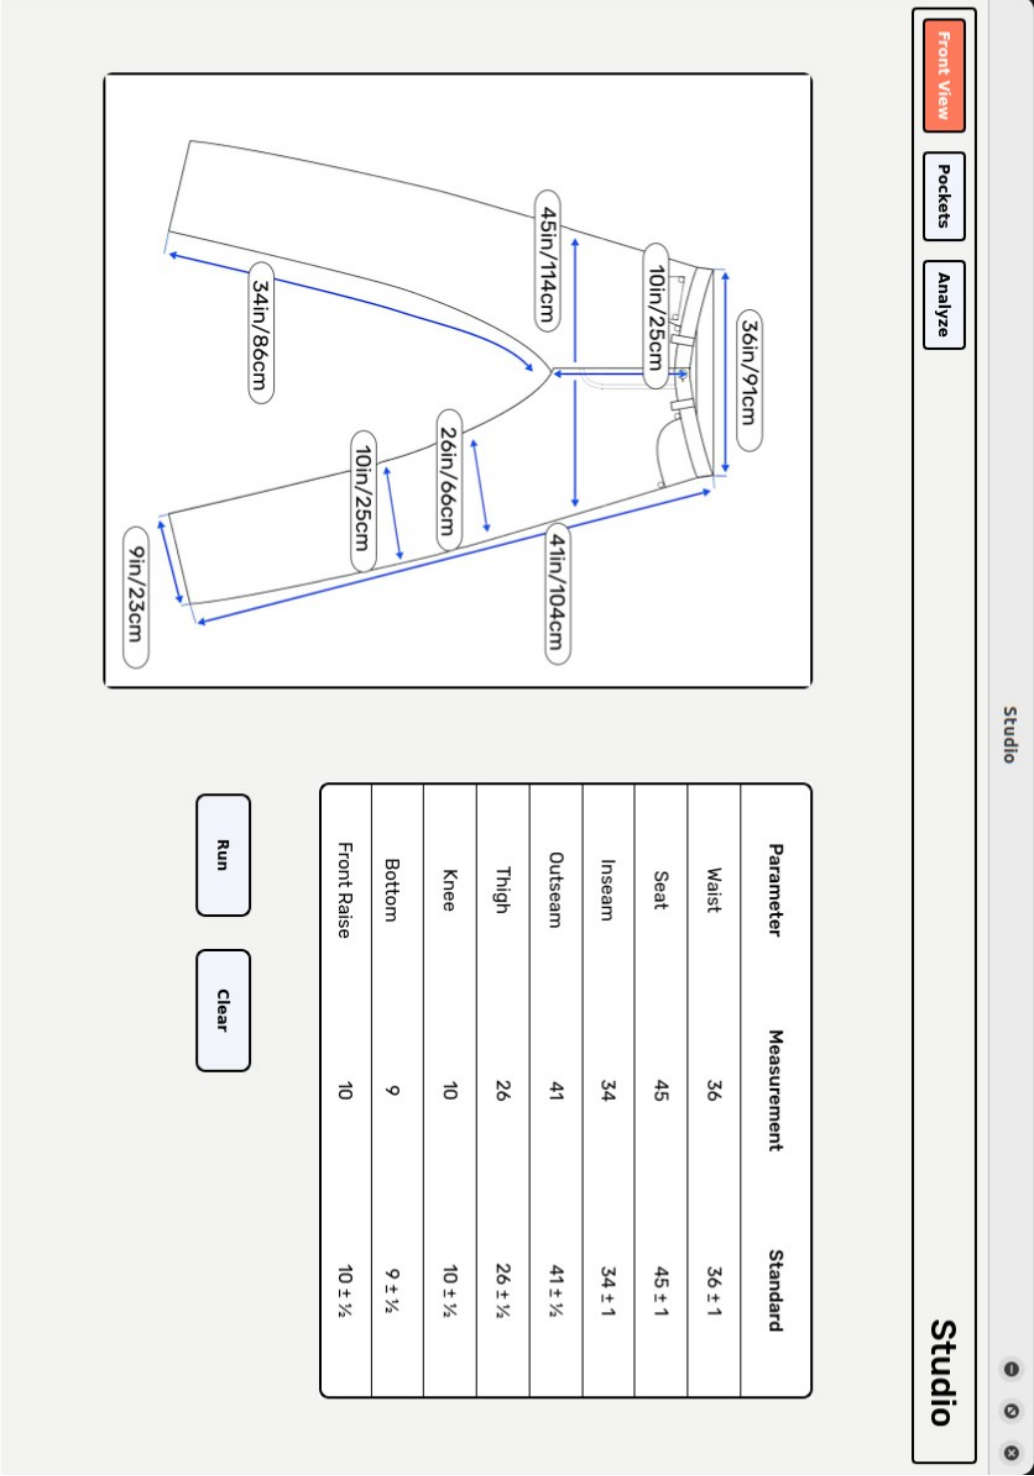 Studio
Front View
Pockets
Analyze
Studio
36in/91cm
10in/25cm
45in/114cm
41in/104cm
26in/66cm
10in/25cm
34in/86cm
9in/23cm
Parameter Measurement Standard
Waist 36 36 ± 1
Seat 45 45 ± 1
Inseam 34 34 ± 1
Outseam 41 41 ± ½
Thigh 26 26 ± ½
Knee 10 10 ± ½
Bottom 9 9 ± ½
Front Raise 10 10 ± ½
Run
Clear